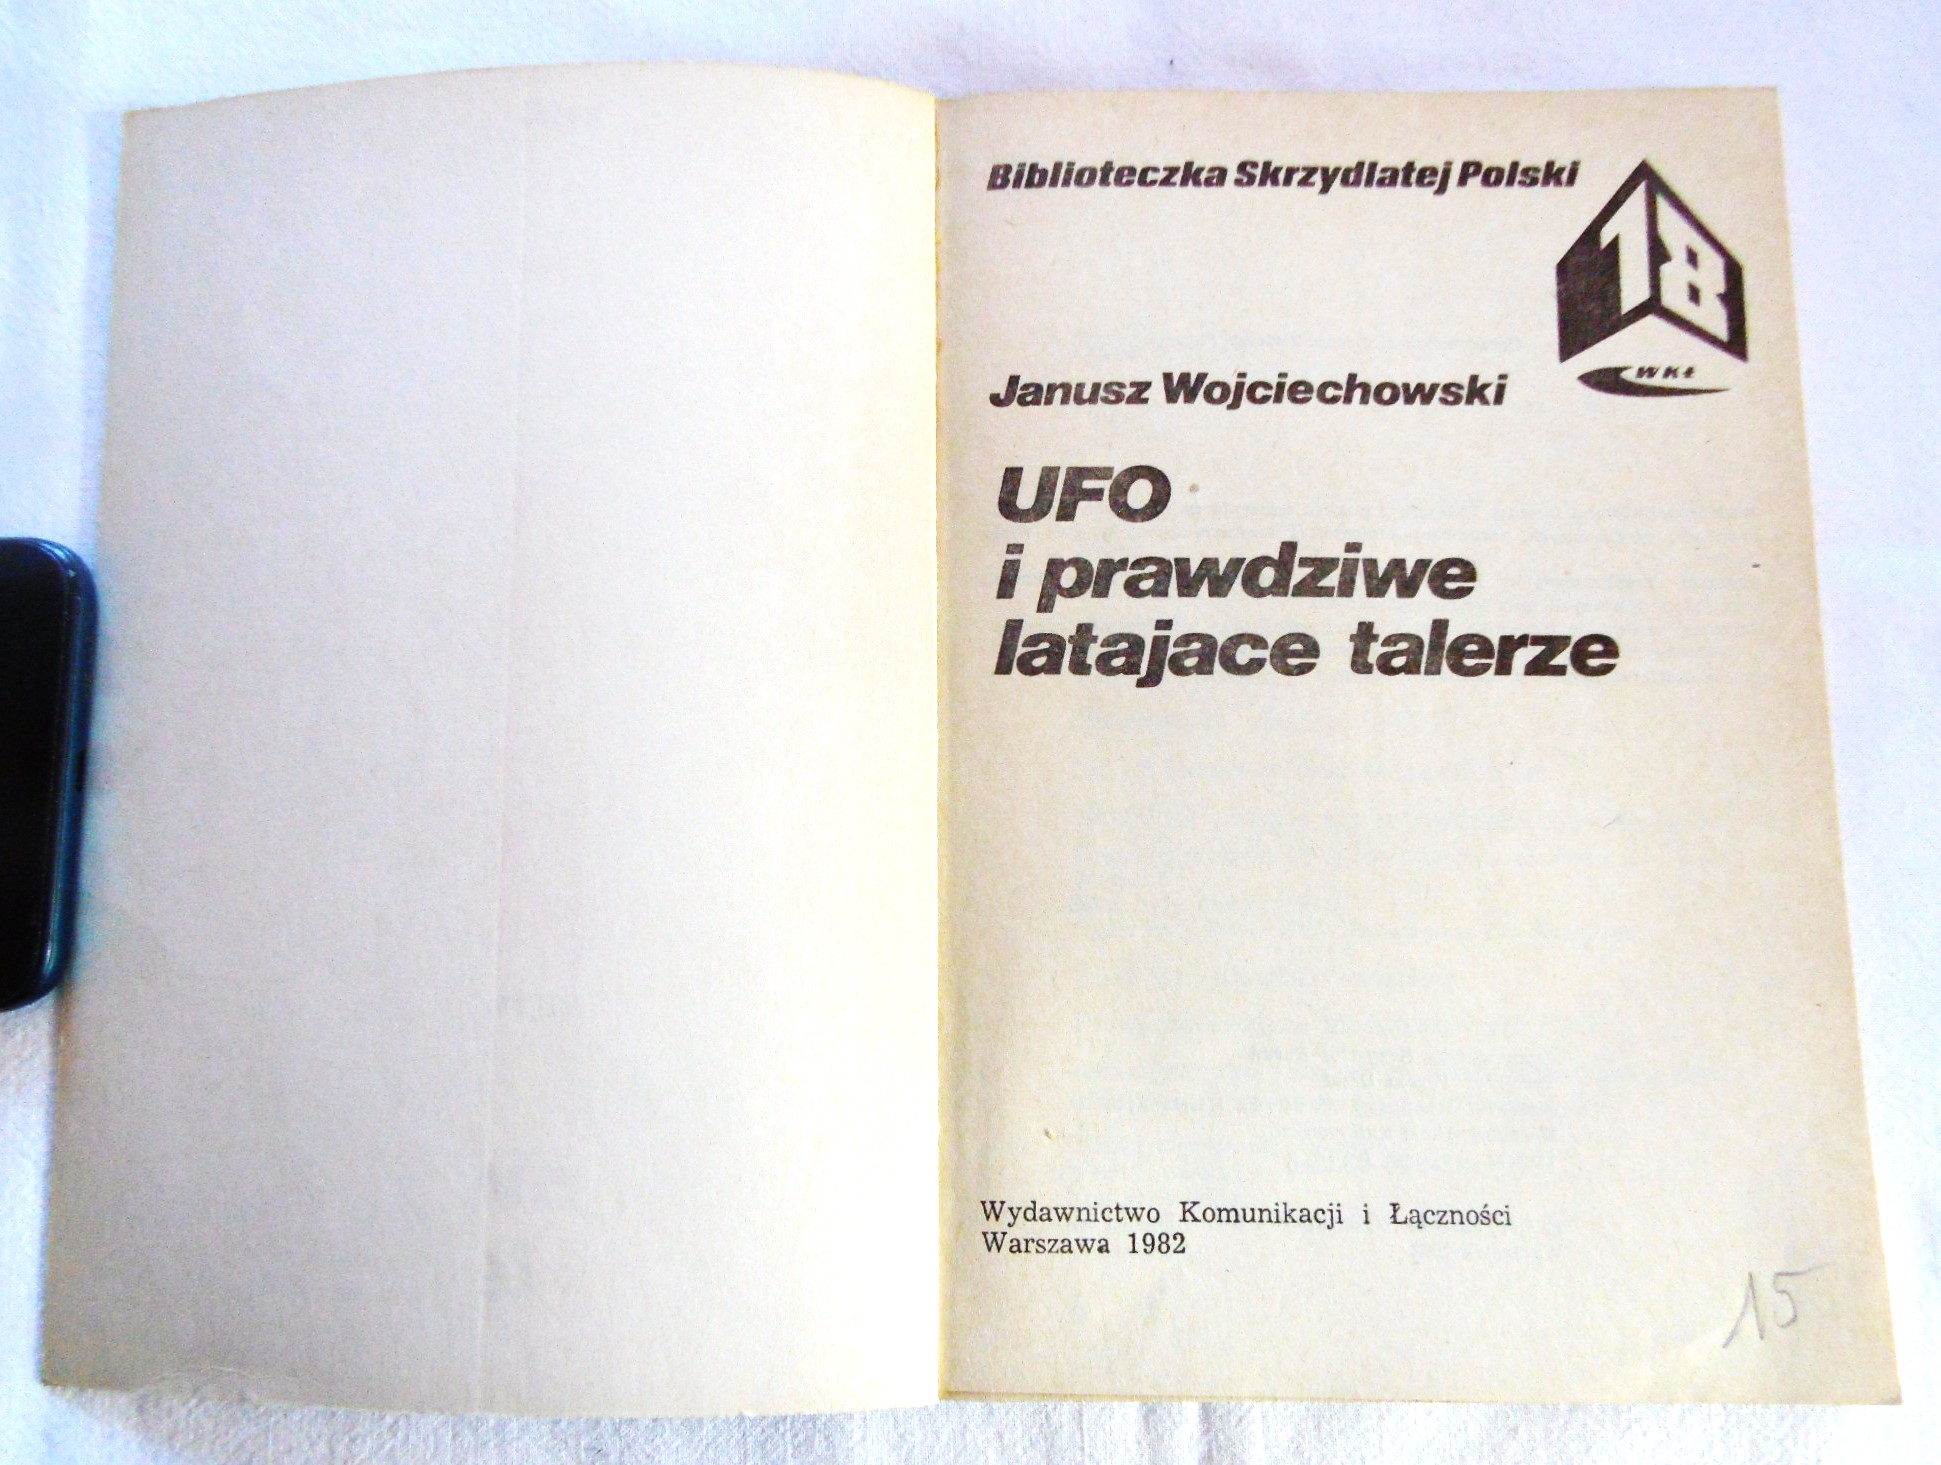 Biblioteczka Skrzydlatej Polski
18
WKŁ
Janusz Wojciechowski
UFO
i prawdziwe
latajace talerze
Wydawnictwo Komunikacji i Łączności
Warszawa 1982
15